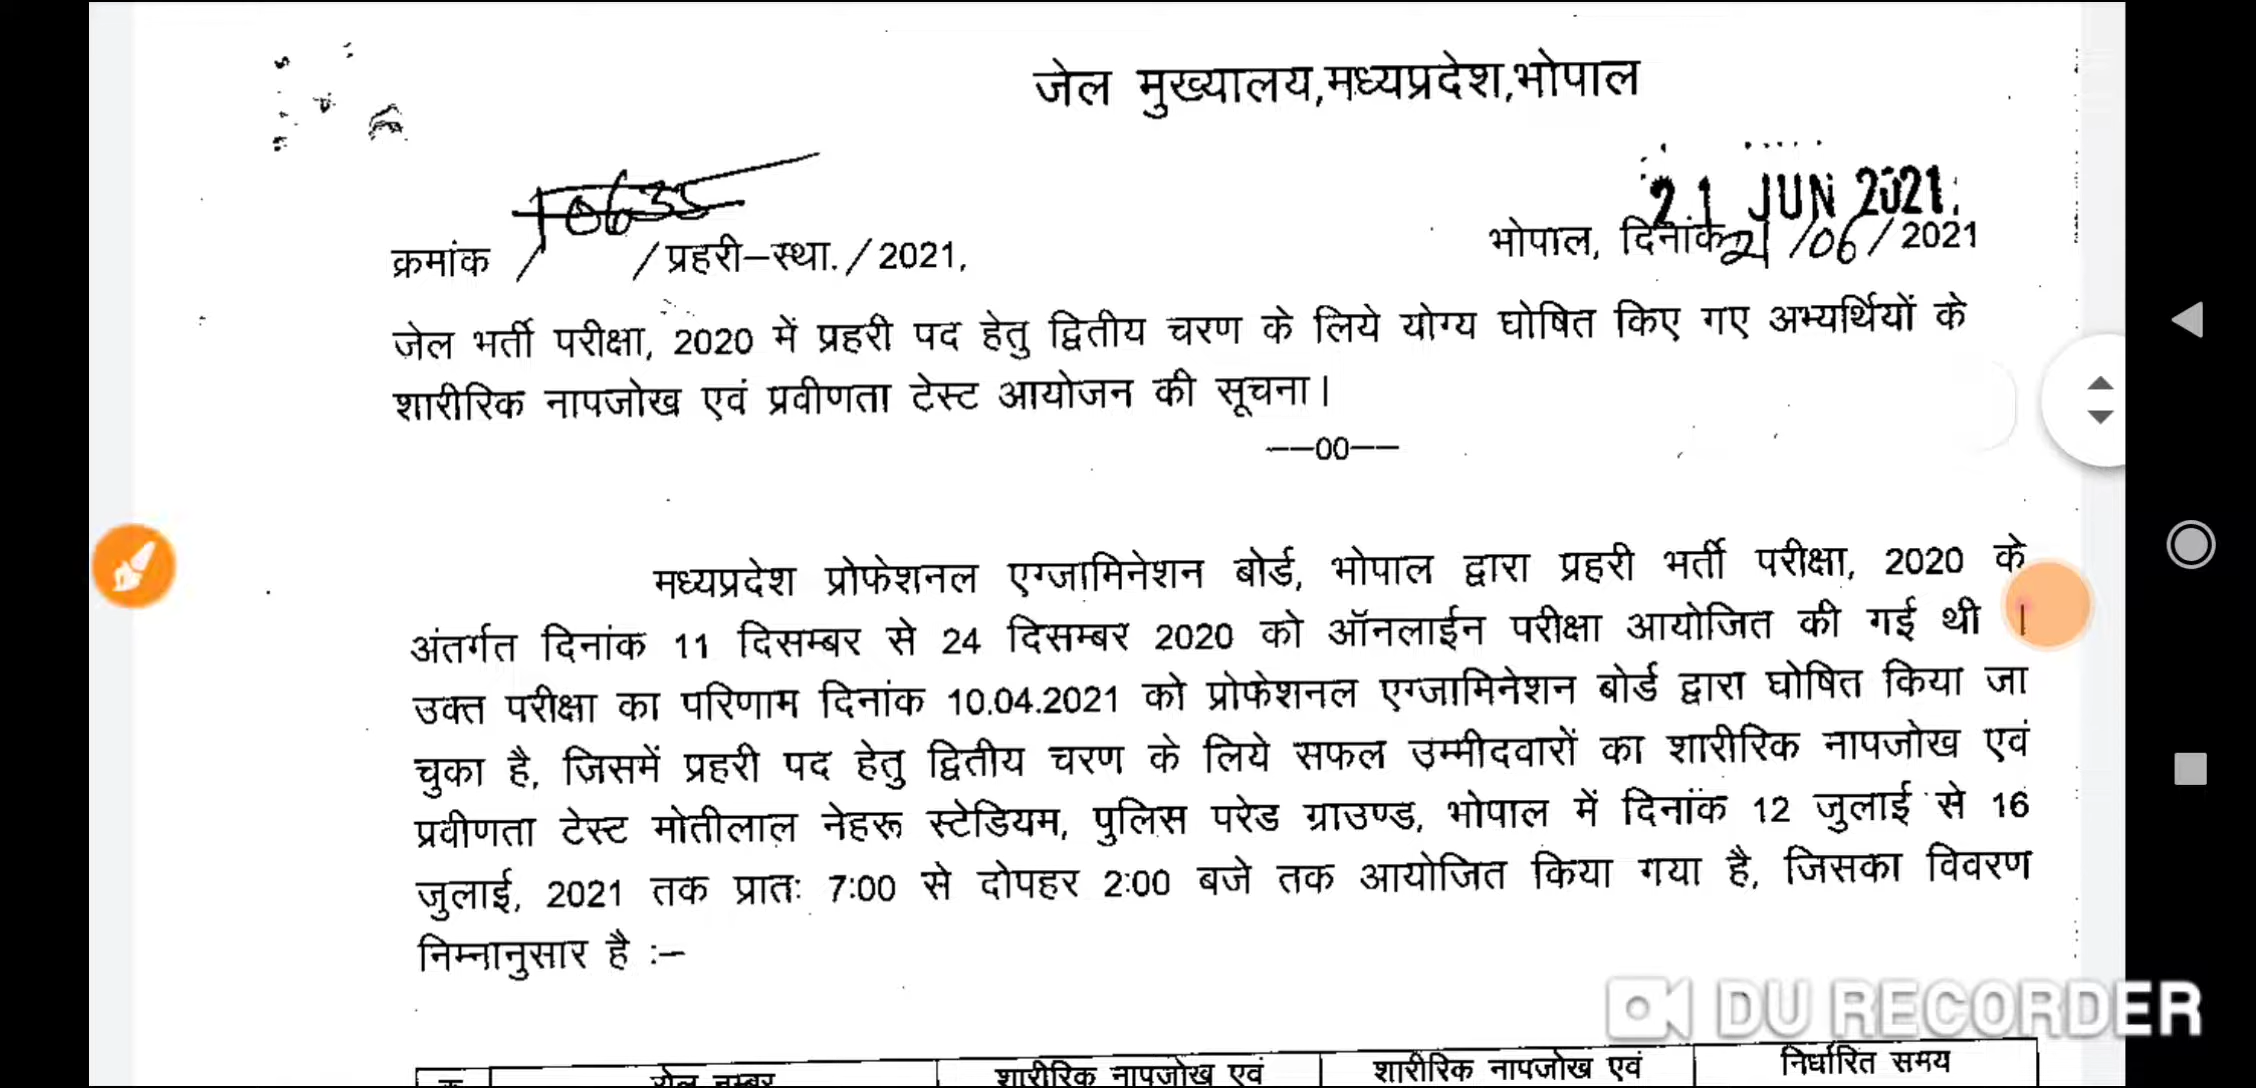 जेल मुख्यालय,मध्यप्रदेश,भोपाल
10635
21 JUN 2021
क्रमांक / /प्रहरी–स्था./2021,
भोपाल, दिनांक 21/06/2021
जेल भर्ती परीक्षा, 2020 में प्रहरी पद हेतु द्वितीय चरण के लिये योग्य घोषित किए गए अभ्यर्थियों के
शारीरिक नापजोख एवं प्रवीणता टेस्ट आयोजन की सूचना।
––00––
मध्यप्रदेश प्रोफेशनल एग्जामिनेशन बोर्ड, भोपाल द्वारा प्रहरी भर्ती परीक्षा, 2020 के
अंतर्गत दिनांक 11 दिसम्बर से 24 दिसम्बर 2020 को ऑनलाईन परीक्षा आयोजित की गई थी ।
उक्त परीक्षा का परिणाम दिनांक 10.04.2021 को प्रोफेशनल एग्जामिनेशन बोर्ड द्वारा घोषित किया जा
चुका है, जिसमें प्रहरी पद हेतु द्वितीय चरण के लिये सफल उम्मीदवारों का शारीरिक नापजोख एवं
प्रवीणता टेस्ट मोतीलाल नेहरू स्टेडियम, पुलिस परेड ग्राउण्ड, भोपाल में दिनांक 12 जुलाई से 16
जुलाई, 2021 तक प्रातः 7:00 से दोपहर 2:00 बजे तक आयोजित किया गया है, जिसका विवरण
निम्नानुसार है :–
DU RECORDER
रोल नम्बर शारीरिक नापजोख एवं शारीरिक नापजोख एवं निर्धारित समय